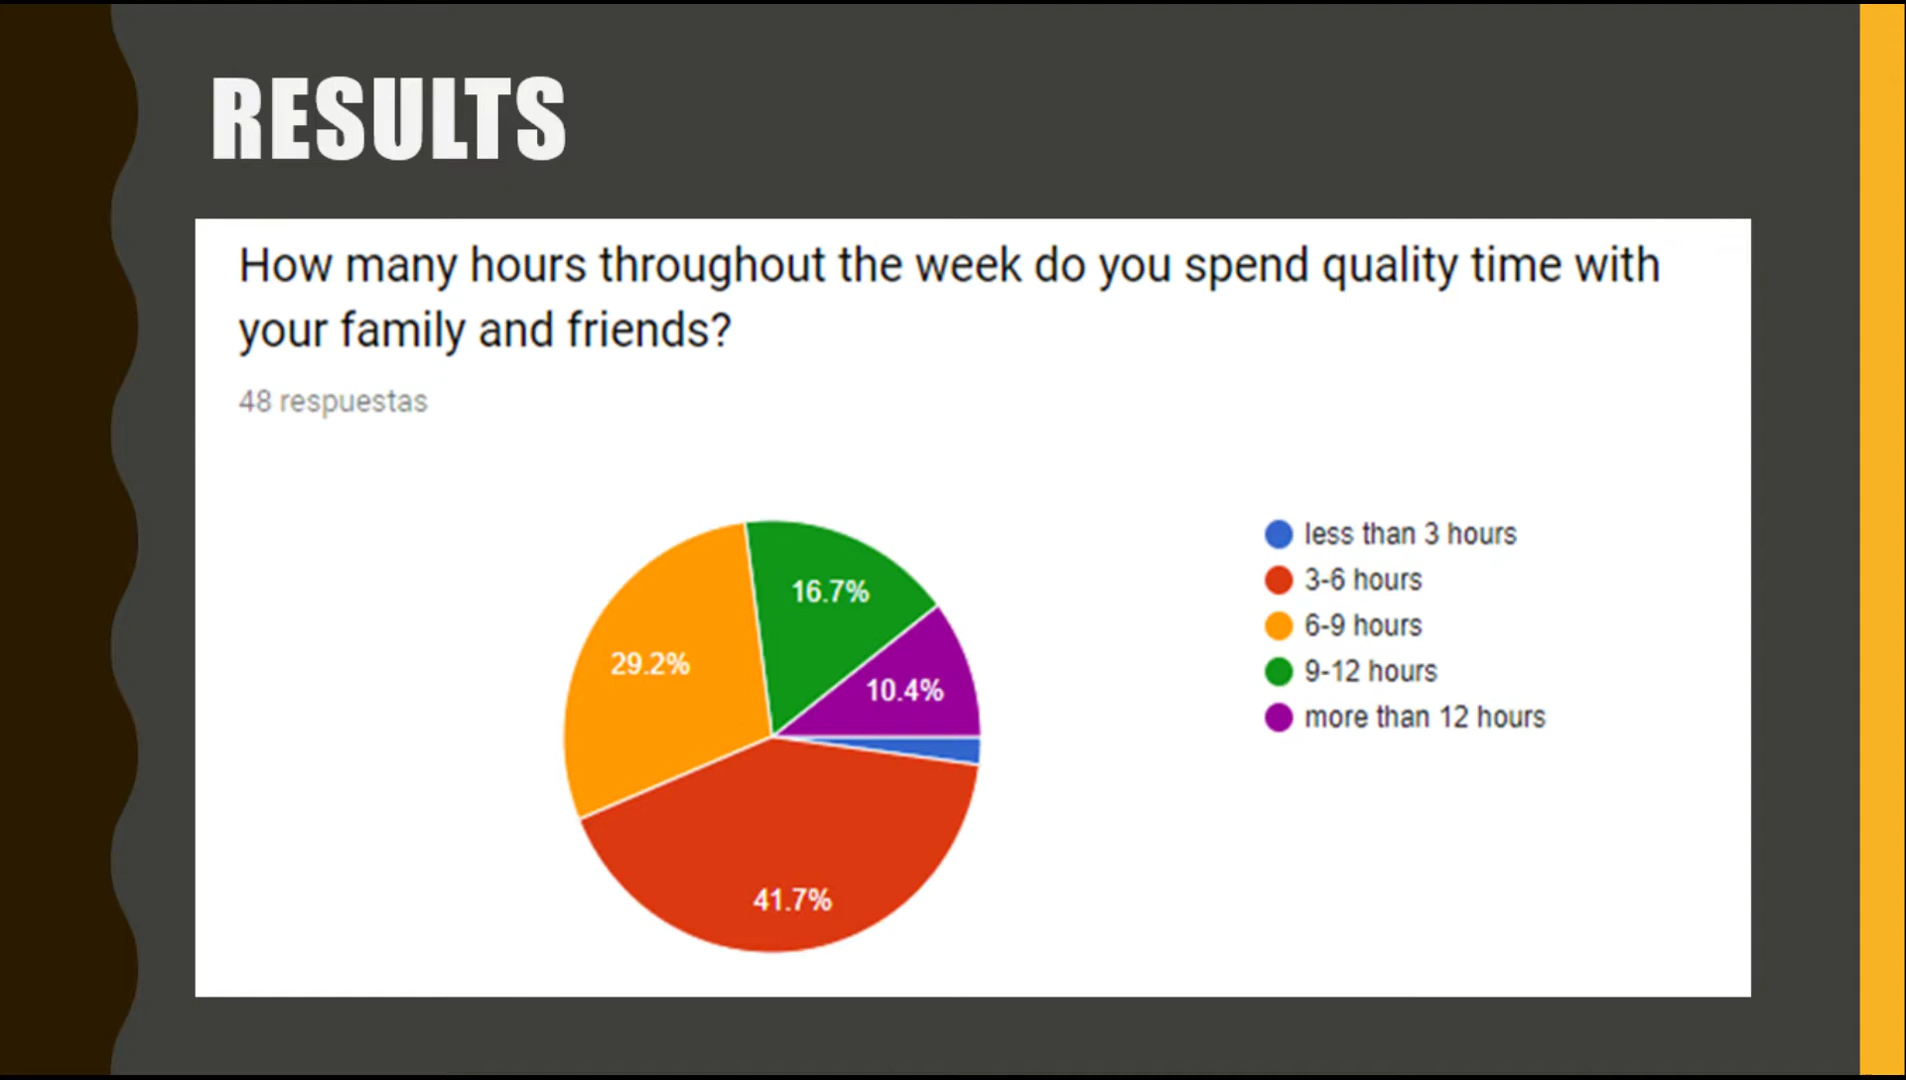 RESULTS
How many hours throughout the week do you spend quality time with
your family and friends?
48 respuestas
16.7%
29.2%
10.4%
41.7%
less than 3 hours
3-6 hours
6-9 hours
9-12 hours
more than 12 hours